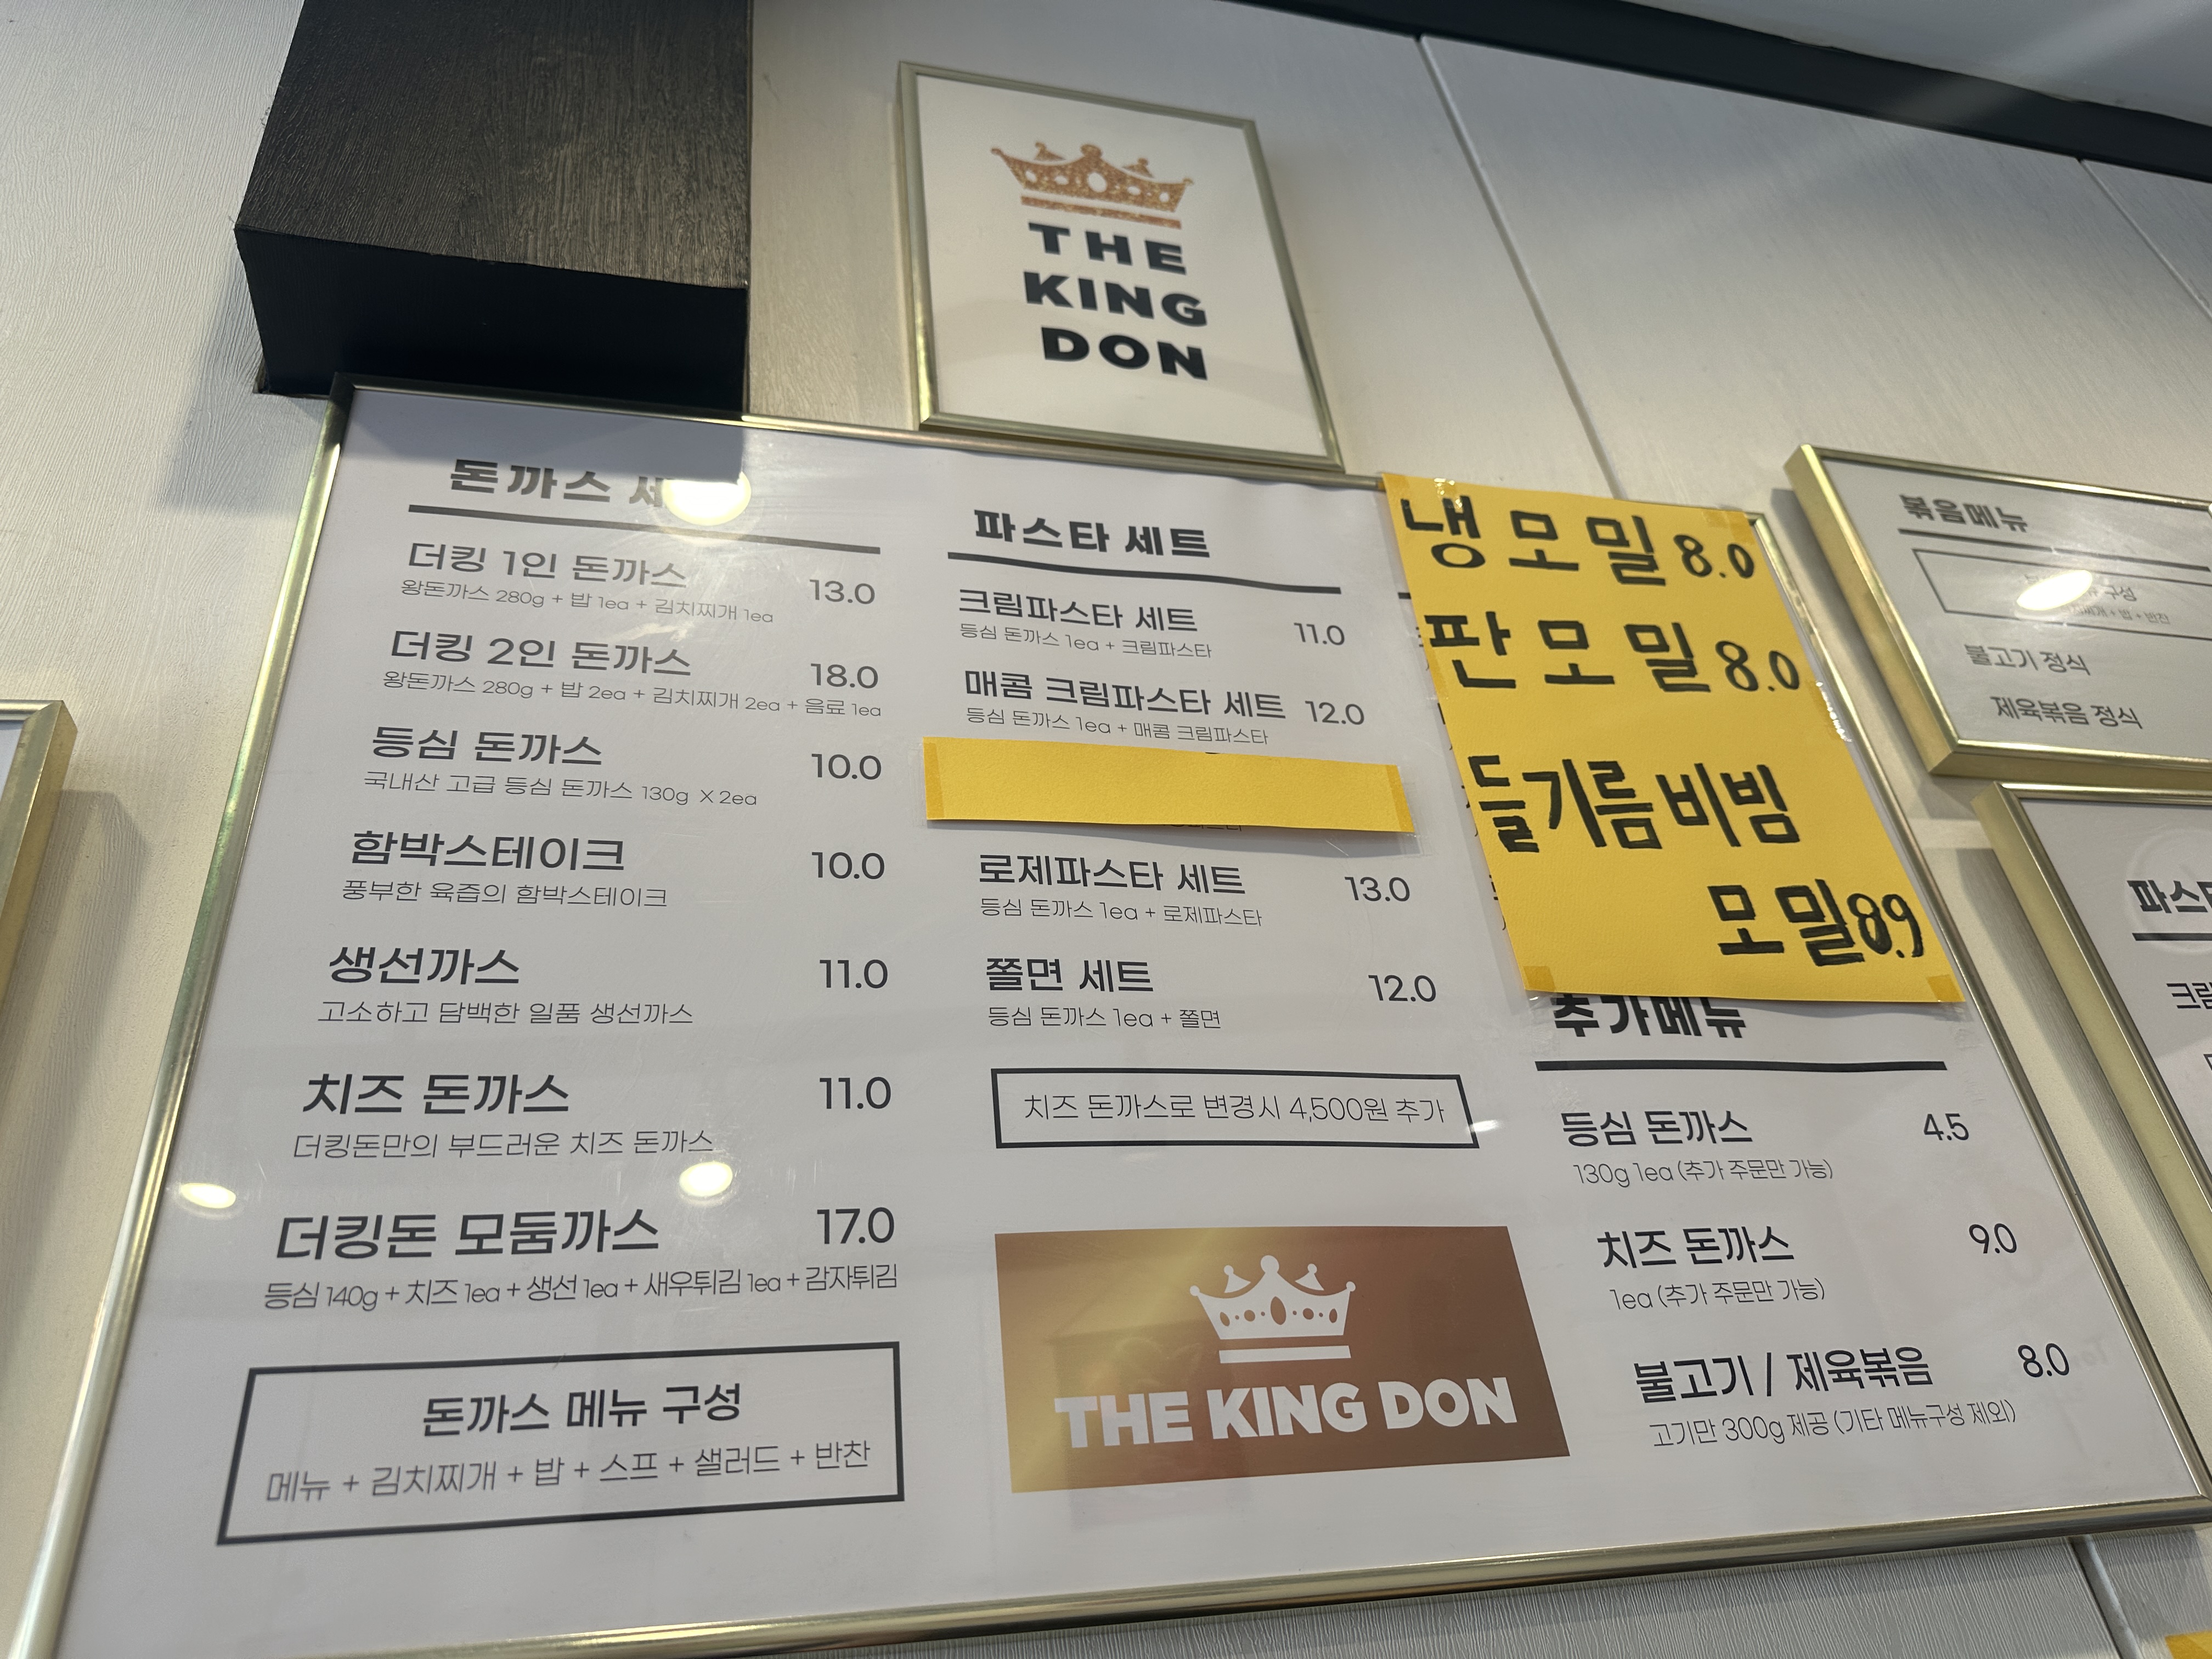 THE
KING
DON
돈까스
더킹 1인 돈까스 13.0
왕돈까스 280g + 밥 1ea + 김치찌개 1ea
더킹 2인 돈까스 18.0
왕돈까스 280g + 밥 2ea + 김치찌개 2ea + 음료 1ea
등심 돈까스 10.0
국내산 고급 등심 돈까스 130g X 2ea
함박스테이크 10.0
풍부한 육즙의 함박스테이크
생선까스 11.0
고소하고 담백한 일품 생선까스
치즈 돈까스 11.0
더킹돈만의 부드러운 치즈 돈까스
더킹돈 모둠까스 17.0
등심 140g + 치즈 1ea + 생선 1ea + 새우튀김 1ea + 감자튀김
돈까스 메뉴 구성
메뉴 + 김치찌개 + 밥 + 스프 + 샐러드 + 반찬
파스타 세트
크림파스타 세트 11.0
등심 돈까스 1ea + 크림파스타
매콤 크림파스타 세트 12.0
등심 돈까스 1ea + 매콤 크림파스타
로제파스타 세트 13.0
등심 돈까스 1ea + 로제파스타
쫄면 세트 12.0
등심 돈까스 1ea + 쫄면
치즈 돈까스로 변경시 4,500원 추가
THE KING DON
냉모밀 8.0
판모밀 8.0
들기름비빔
모밀 8.9
추가메뉴
등심 돈까스 4.5
130g 1ea (추가 주문만 가능)
치즈 돈까스 9.0
1ea (추가 주문만 가능)
불고기 / 제육볶음 8.0
고기만 300g 제공 (기타 메뉴구성 제외)
볶음메뉴
구성
+ 밥 + 반찬
불고기 정식
제육볶음 정식